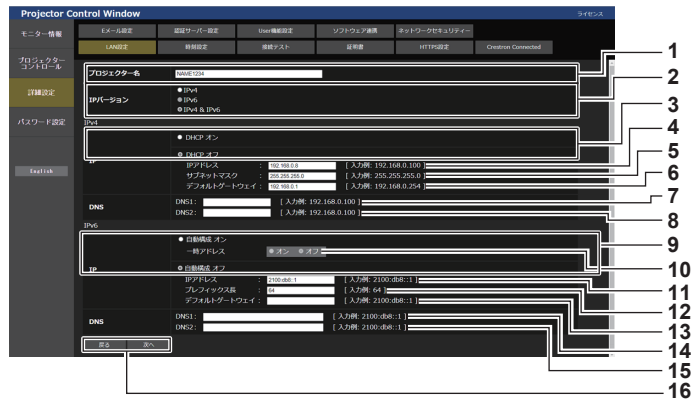 Projector Control Window
ライセンス
モニター情報
プロジェクター
コントロール
詳細設定
パスワード設定
English
Eメール設定
認証サーバー設定
User機能設定
ソフトウェア連携
ネットワークセキュリティー
LAN設定
時刻設定
接続テスト
証明書
HTTPS設定
Crestron Connected
プロジェクター名
NAME1234
IPバージョン
IPv4
IPv6
IPv4 & IPv6
IPv4
DHCP オン
DHCP オフ
IP
IPアドレス : 192.168.0.8 [ 入力例: 192.168.0.100 ]
サブネットマスク : 255.255.255.0 [ 入力例: 255.255.255.0 ]
デフォルトゲートウェイ : 192.168.0.1 [ 入力例: 192.168.0.254 ]
DNS
DNS1: [ 入力例: 192.168.0.100 ]
DNS2: [ 入力例: 192.168.0.100 ]
IPv6
自動構成 オン
一時アドレス オン オフ
自動構成 オフ
IP
IPアドレス : 2100:db8::1 [ 入力例: 2100:db8::1 ]
プレフィックス長 : 64 [ 入力例: 64 ]
デフォルトゲートウェイ : [ 入力例: 2100:db8::1 ]
DNS
DNS1: [ 入力例: 2100:db8::1 ]
DNS2: [ 入力例: 2100:db8::1 ]
戻る 次へ
1
2
3
4
5
6
7
8
9
10
11
12
13
14
15
16